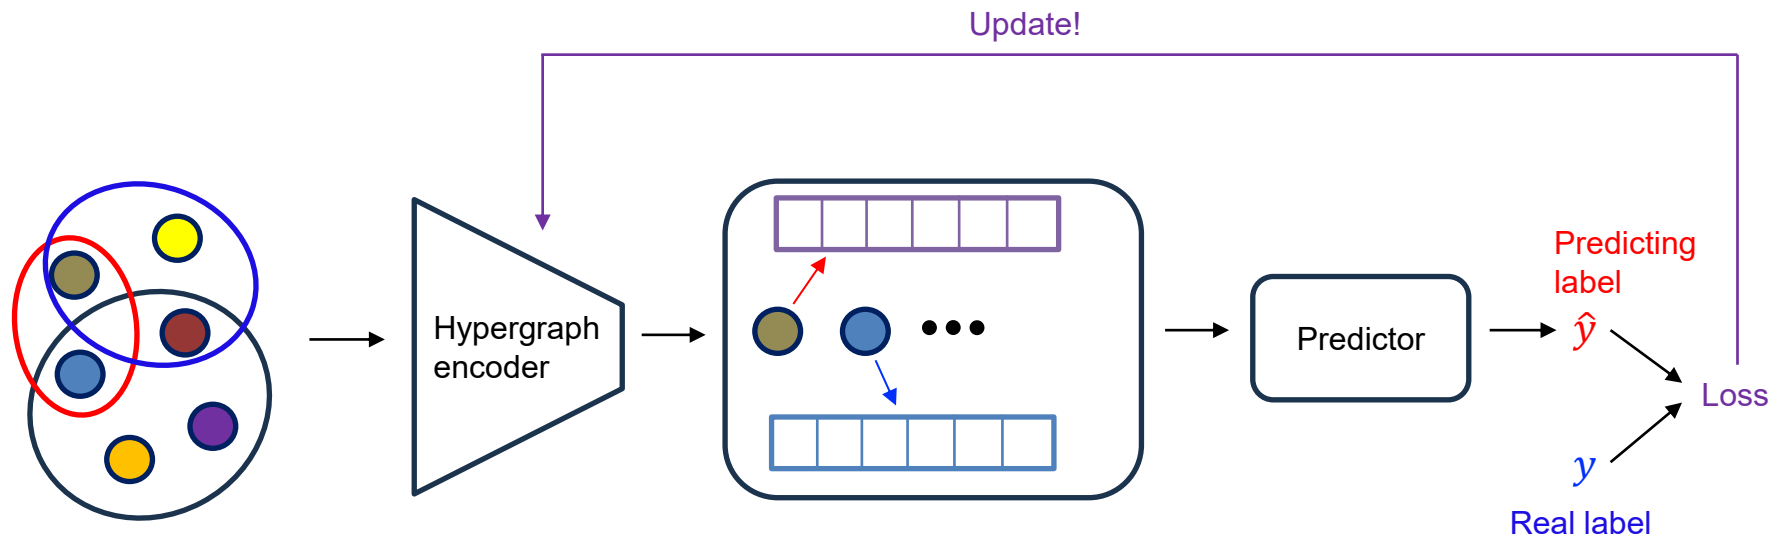 Update!
Hypergraph
encoder
Predictor
Predicting
label
ŷ
Loss
y
Real label